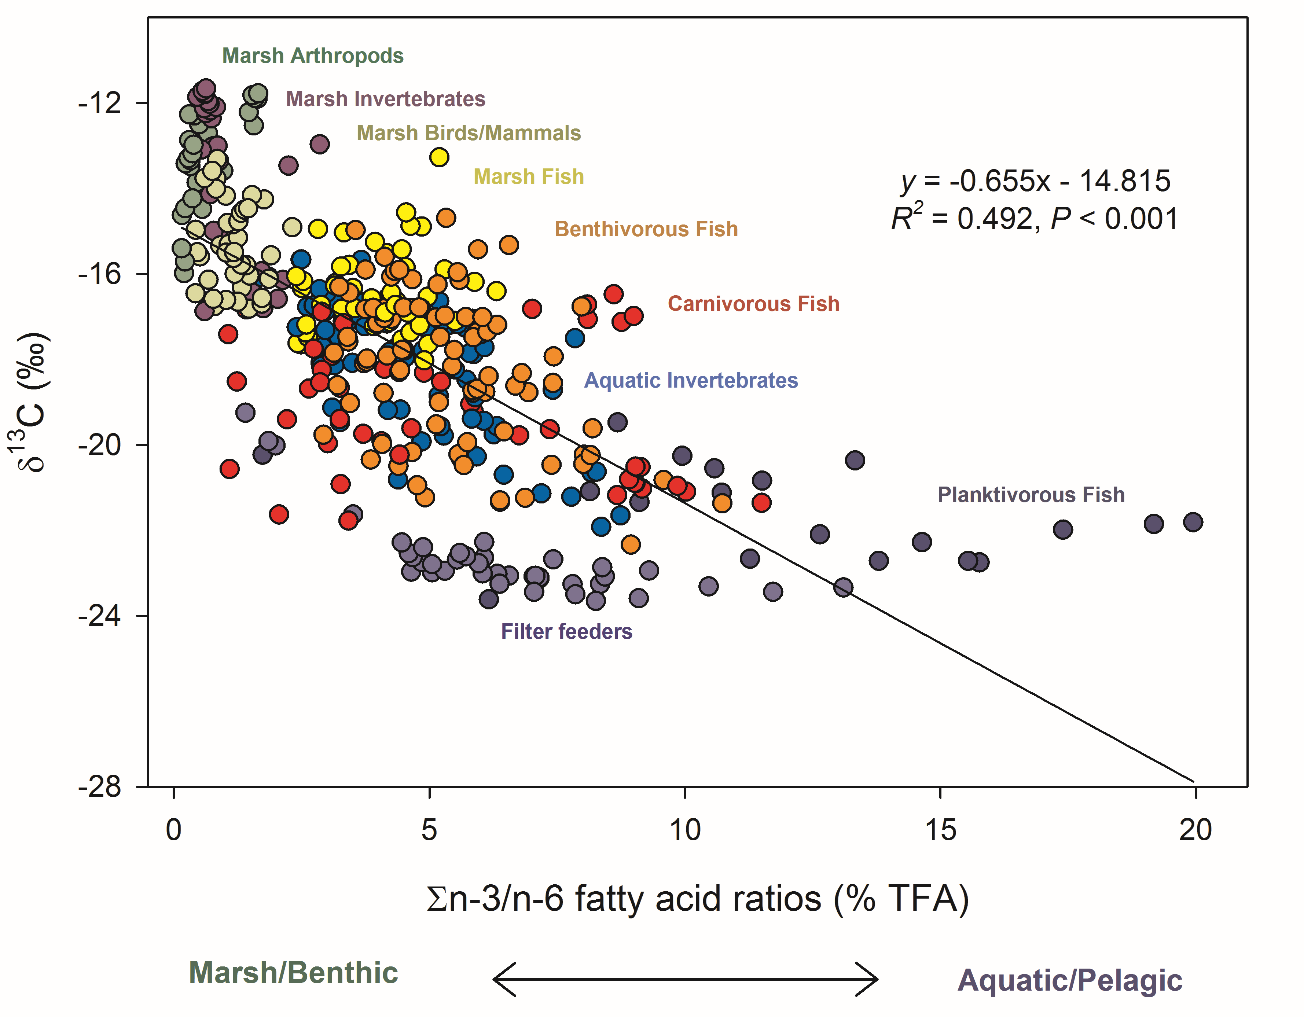 Marsh Arthropods
Marsh Invertebrates
Marsh Birds/Mammals
Marsh Fish
Benthivorous Fish
Carnivorous Fish
Aquatic Invertebrates
Planktivorous Fish
Filter feeders
y = -0.655x - 14.815
R² = 0.492, P < 0.001
δ¹³C (‰)
-12
-16
-20
-24
-28
0 5 10 15 20
Σn-3/n-6 fatty acid ratios (% TFA)
Marsh/Benthic
Aquatic/Pelagic